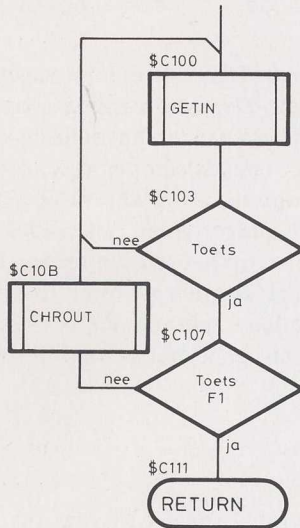 $C100
GETIN
$C103
Toets
nee
ja
$C10B
CHROUT
$C107
nee
Toets
F1
ja
$C111
RETURN